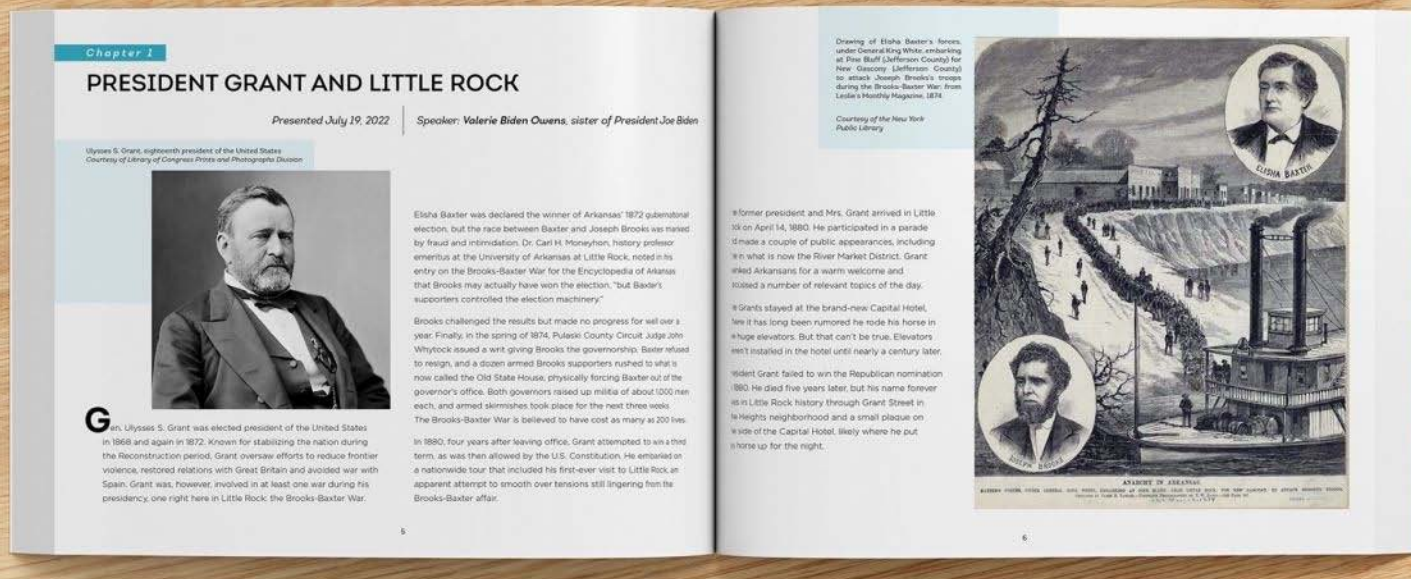 Chapter 1
PRESIDENT GRANT AND LITTLE ROCK
Presented July 19, 2022
Speaker: Valerie Biden Owens, sister of President Joe Biden
Ulysses S. Grant, eighteenth president of the United States
Courtesy of Library of Congress Prints and Photographs Division
Gen. Ulysses S. Grant was elected president of the United States
in 1868 and again in 1872. Known for stabilizing the nation during
the Reconstruction period, Grant oversaw efforts to reduce frontier
violence, restored relations with Great Britain and avoided war with
Spain. Grant was, however, involved in at least one war during his
presidency, one right here in Little Rock: the Brooks-Baxter War.
Elisha Baxter was declared the winner of Arkansas' 1872 gubernatorial
election, but the race between Baxter and Joseph Brooks was marked
by fraud and intimidation. Dr. Carl H. Moneyhon, history professor
emeritus at the University of Arkansas at Little Rock, noted in his
entry on the Brooks-Baxter War for the Encyclopedia of Arkansas
that Brooks may actually have won the election, "but Baxter's
supporters controlled the election machinery."
Brooks challenged the results but made no progress for well over a
year. Finally, in the spring of 1874, Pulaski County Circuit Judge John
Whytock issued a writ giving Brooks the governorship. Baxter refused
to resign, and a dozen armed Brooks supporters rushed to what is
now called the Old State House, physically forcing Baxter out of the
governor's office. Both governors raised up militia of about 1,000 men
each, and armed skirmishes took place for the next three weeks.
The Brooks-Baxter War is believed to have cost as many as 200 lives.
In 1880, four years after leaving office, Grant attempted to win a third
term, as was then allowed by the U.S. Constitution. He embarked on
a nationwide tour that included his first-ever visit to Little Rock, an
apparent attempt to smooth over tensions still lingering from the
Brooks-Baxter affair.
5
Drawing of Elisha Baxter's forces,
under General King White, embarking
at Pine Bluff (Jefferson County) for
New Gascony (Jefferson County)
to attack Joseph Brooks's troops
during the Brooks-Baxter War; from
Leslie's Monthly Magazine, 1874
Courtesy of the New York
Public Library
former president and Mrs. Grant arrived in Little
on April 14, 1880. He participated in a parade
made a couple of public appearances, including
in what is now the River Market District. Grant
Arkansans for a warm welcome and
a number of relevant topics of the day.
Grants stayed at the brand-new Capital Hotel,
it has long been rumored he rode his horse in
huge elevators. But that can't be true. Elevators
installed in the hotel until nearly a century later.
Grant failed to win the Republican nomination
1880. He died five years later, but his name forever
in Little Rock history through Grant Street in
Heights neighborhood and a small plaque on
side of the Capital Hotel, likely where he put
horse up for the night.
ELISHA BAXTER
JOSEPH BROOKS
ANARCHY IN ARKANSAS.
6